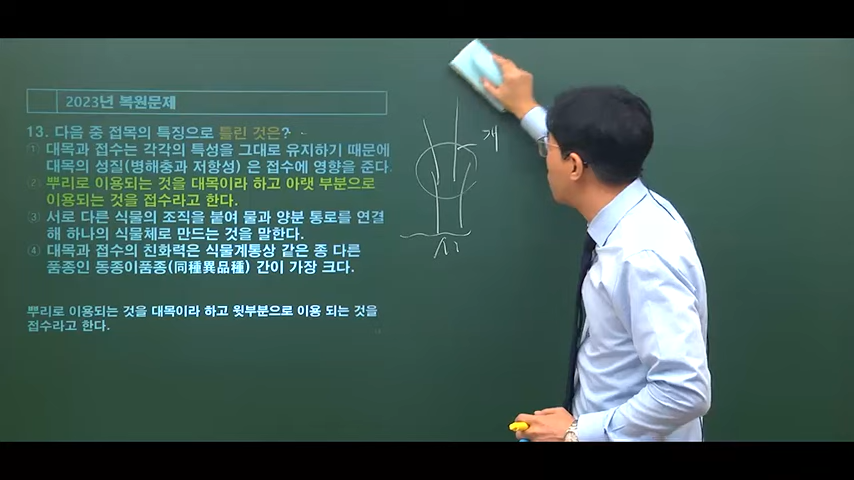 2023년 복원문제
13. 다음 중 접목의 특징으로 틀린 것은?
① 대목과 접수는 각각의 특성을 그대로 유지하기 때문에
대목의 성질(병해충과 저항성) 은 접수에 영향을 준다.
② 뿌리로 이용되는 것을 대목이라 하고 아랫 부분으로
이용되는 것을 접수라고 한다.
③ 서로 다른 식물의 조직을 붙여 물과 양분 통로를 연결
해 하나의 식물체로 만드는 것을 말한다.
④ 대목과 접수의 친화력은 식물계통상 같은 종 다른
품종인 동종이품종(同種異品種) 간이 가장 크다.
뿌리로 이용되는 것을 대목이라 하고 윗부분으로 이용 되는 것을
접수라고 한다.